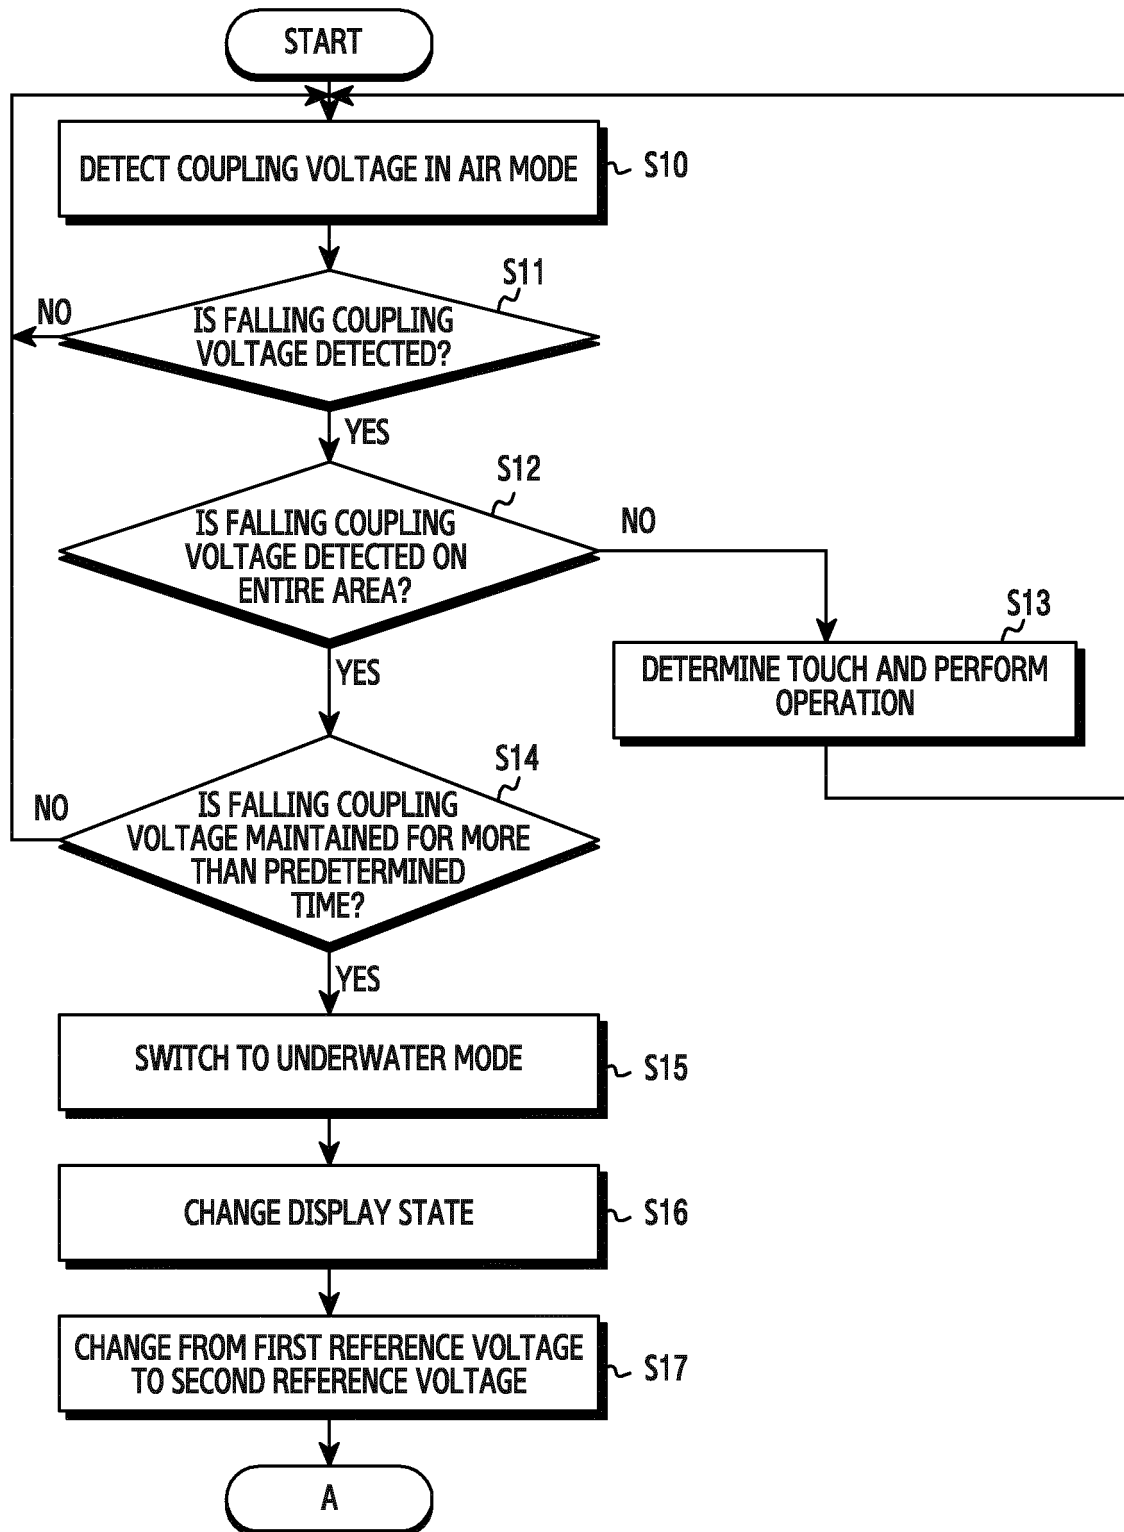 START
DETECT COUPLING VOLTAGE IN AIR MODE
S10
S11
NO
IS FALLING COUPLING
VOLTAGE DETECTED?
YES
S12
IS FALLING COUPLING
VOLTAGE DETECTED ON
ENTIRE AREA?
NO
S13
DETERMINE TOUCH AND PERFORM
OPERATION
YES
S14
NO
IS FALLING COUPLING
VOLTAGE MAINTAINED FOR MORE
THAN PREDETERMINED
TIME?
YES
SWITCH TO UNDERWATER MODE
S15
CHANGE DISPLAY STATE
S16
CHANGE FROM FIRST REFERENCE VOLTAGE
TO SECOND REFERENCE VOLTAGE
S17
A